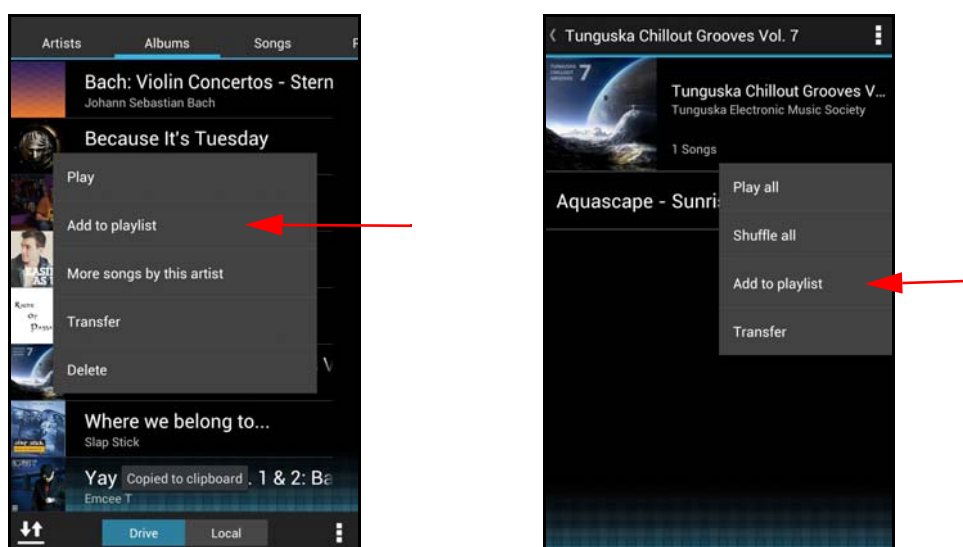 Artists Albums Songs
Bach: Violin Concertos - Stern
Johann Sebastian Bach
Because It's Tuesday
Play
Add to playlist
More songs by this artist
Transfer
Delete
Where we belong to...
Slap Stick
Yay Copied to clipboard . 1 & 2: Ba
Emcee T
Drive Local
Tunguska Chillout Grooves Vol. 7
7
Tunguska Chillout Grooves V...
Tunguska Electronic Music Society
1 Songs
Aquascape - Sunri
Play all
Shuffle all
Add to playlist
Transfer